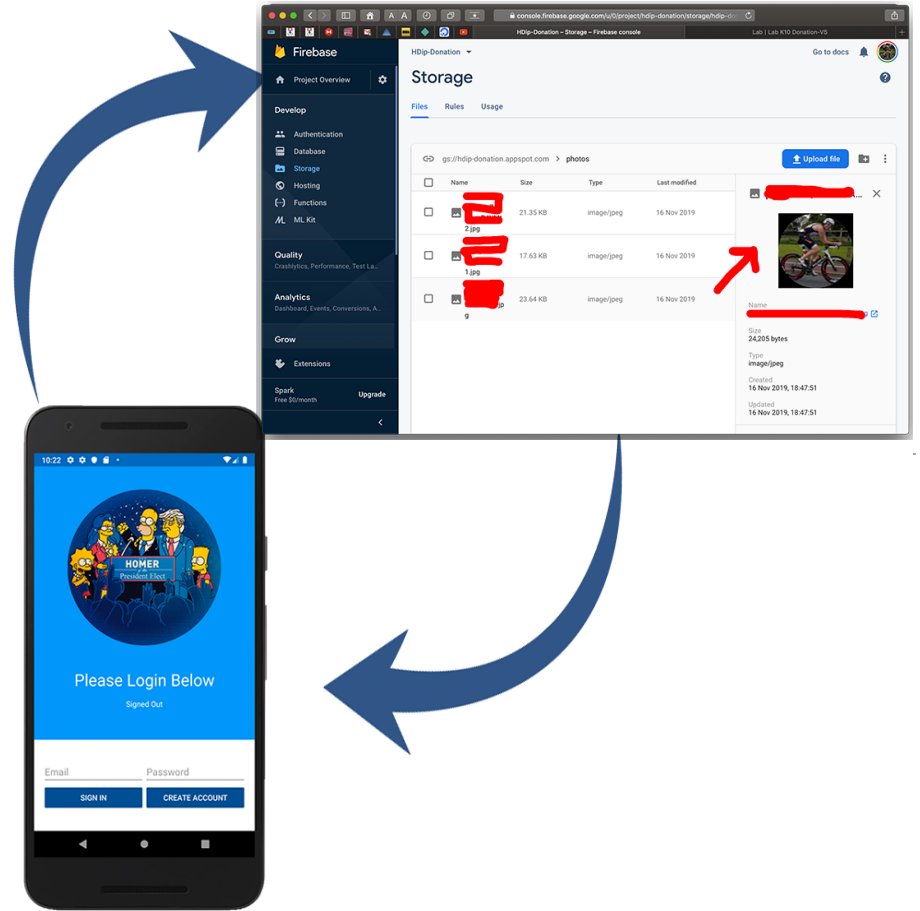 console.firebase.google.com/u/0/project/hdip-donation/storage/hdip-do
HDip-Donation – Storage – Firebase console
Lab | Lab K10 Donation-V5
Firebase
HDip-Donation
Go to docs
Project Overview
Storage
Files Rules Usage
Develop
Authentication
Database
Storage
Hosting
Functions
ML Kit
gs://hdip-donation.appspot.com > photos
Upload file
Name Size Type Last modified
21.35 KB image/jpeg 16 Nov 2019
2.jpg
17.63 KB image/jpeg 16 Nov 2019
1.jpg
23.64 KB image/jpeg 16 Nov 2019
jp
g
...
Name
Size
24,205 bytes
Type
image/jpeg
Created
16 Nov 2019, 18:47:51
Updated
16 Nov 2019, 18:47:51
Quality
Crashlytics, Performance, Test La...
Analytics
Dashboard, Events, Conversions, A...
Grow
Extensions
Spark
Free $0/month
Upgrade
10:22
HOMER
of the
President Elect
Please Login Below
Signed Out
Email Password
SIGN IN CREATE ACCOUNT